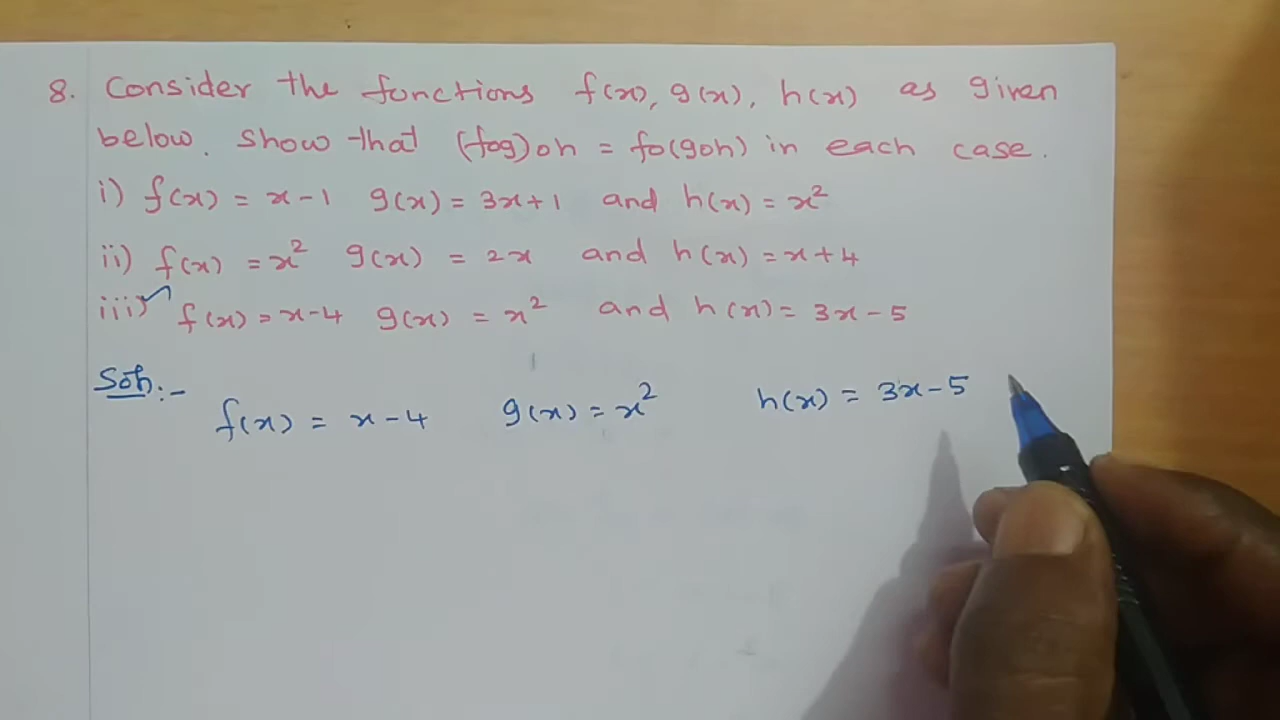 8. Consider the functions f(x), g(x), h(x) as given
below. Show that (fog)oh = fo(goh) in each case.
i) f(x) = x-1 g(x) = 3x+1 and h(x) = x²
ii) f(x) = x² g(x) = 2x and h(x) = x+4
iii) f(x) = x-4 g(x) = x² and h(x) = 3x-5
Soln:-
f(x) = x-4 g(x) = x² h(x) = 3x-5